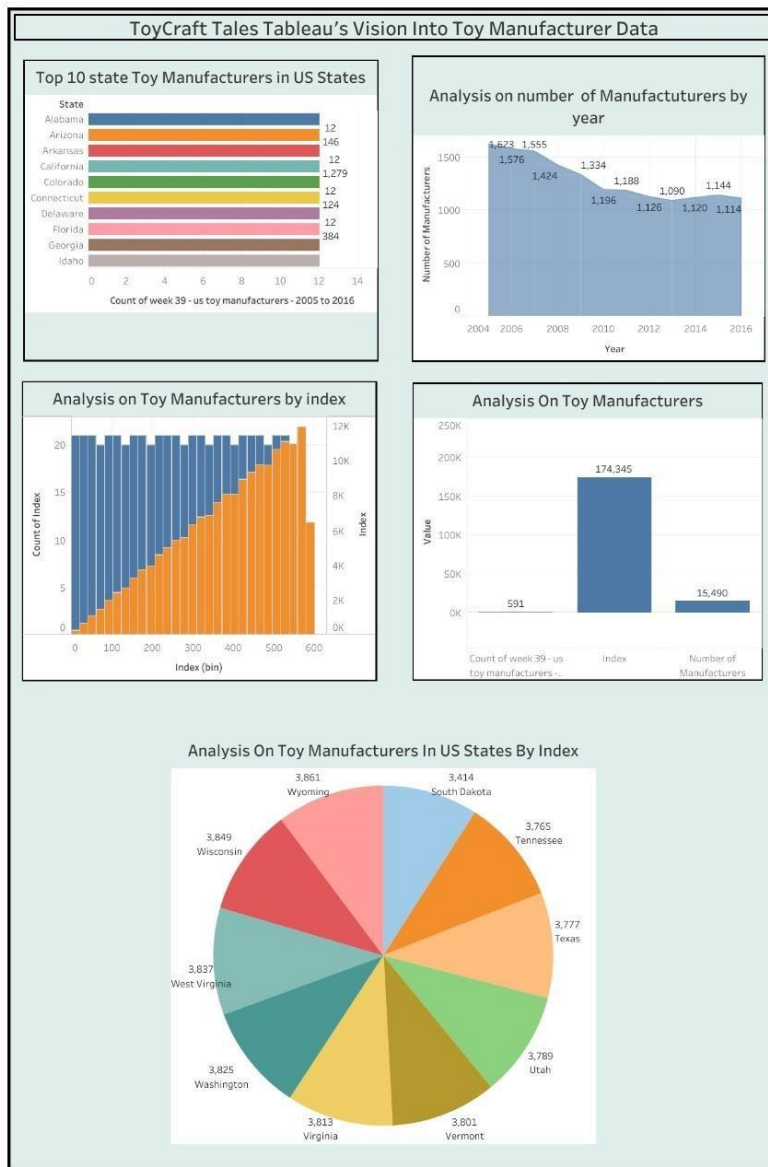 ToyCraft Tales Tableau's Vision Into Toy Manufacturer Data
Top 10 state Toy Manufacturers in US States
State
Alabama
12
Arizona
146
Arkansas
12
California
1,279
Colorado
12
Connecticut
124
Delaware
12
Florida
384
Georgia
Idaho
0 2 4 6 8 10 12 14
Count of week 39 - us toy manufacturers - 2005 to 2016
Analysis on number of Manufactuturers by
year
Number of Manufacturers
1500
1000
500
0
1,623 1,555
1,576
1,424
1,334
1,196
1,188
1,126
1,090
1,120
1,144
1,114
2004 2006 2008 2010 2012 2014 2016
Year
Analysis on Toy Manufacturers by index
Count of Index
20
15
10
5
0
12K
10K
8K
6K
4K
2K
0K
Index
0 100 200 300 400 500 600
Index (bin)
Analysis On Toy Manufacturers
Value
250K
200K
150K
100K
50K
0K
591
174,345
15,490
Count of week 39 - us
toy manufacturers -..
Index
Number of
Manufacturers
Analysis On Toy Manufacturers In US States By Index
3,861
Wyoming
3,414
South Dakota
3,849
Wisconsin
3,765
Tennessee
3,777
Texas
3,837
West Virginia
3,789
Utah
3,825
Washington
3,813
Virginia
3,801
Vermont